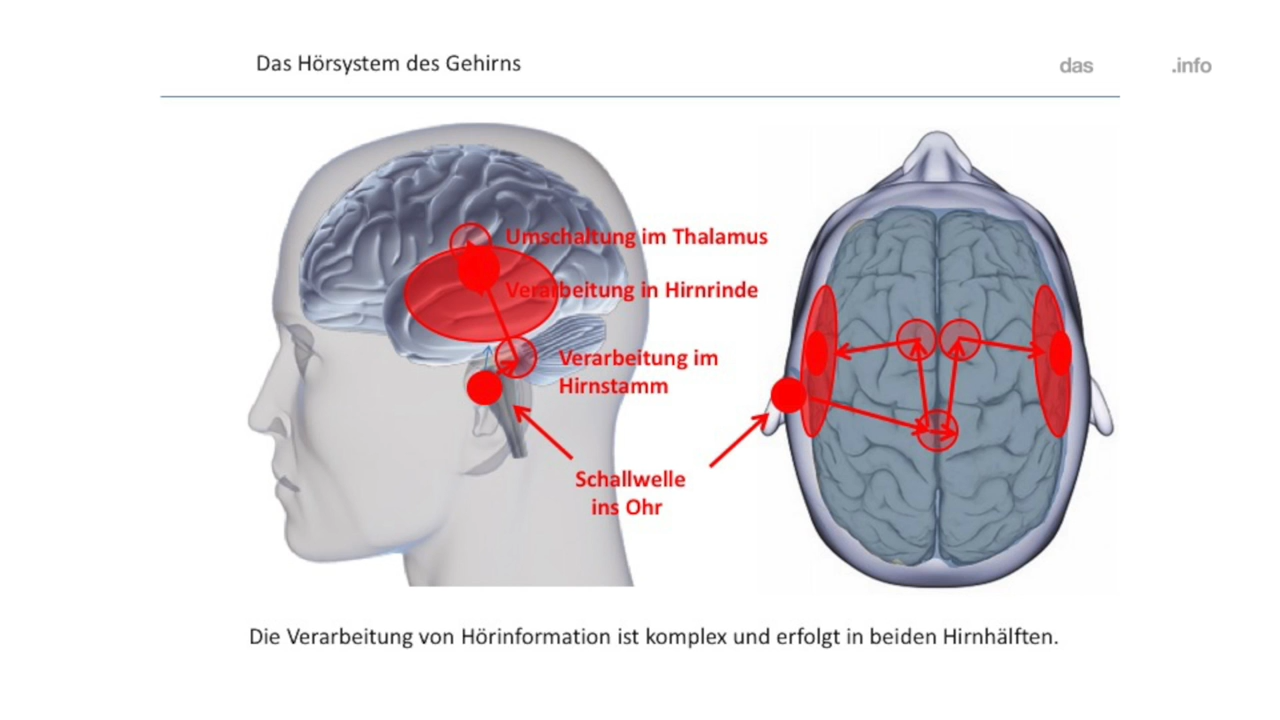 Das Hörsystem des Gehirns
das .info
Umschaltung im Thalamus
Verarbeitung in Hirnrinde
Verarbeitung im
Hirnstamm
Schallwelle
ins Ohr
Die Verarbeitung von Hörinformation ist komplex und erfolgt in beiden Hirnhälften.